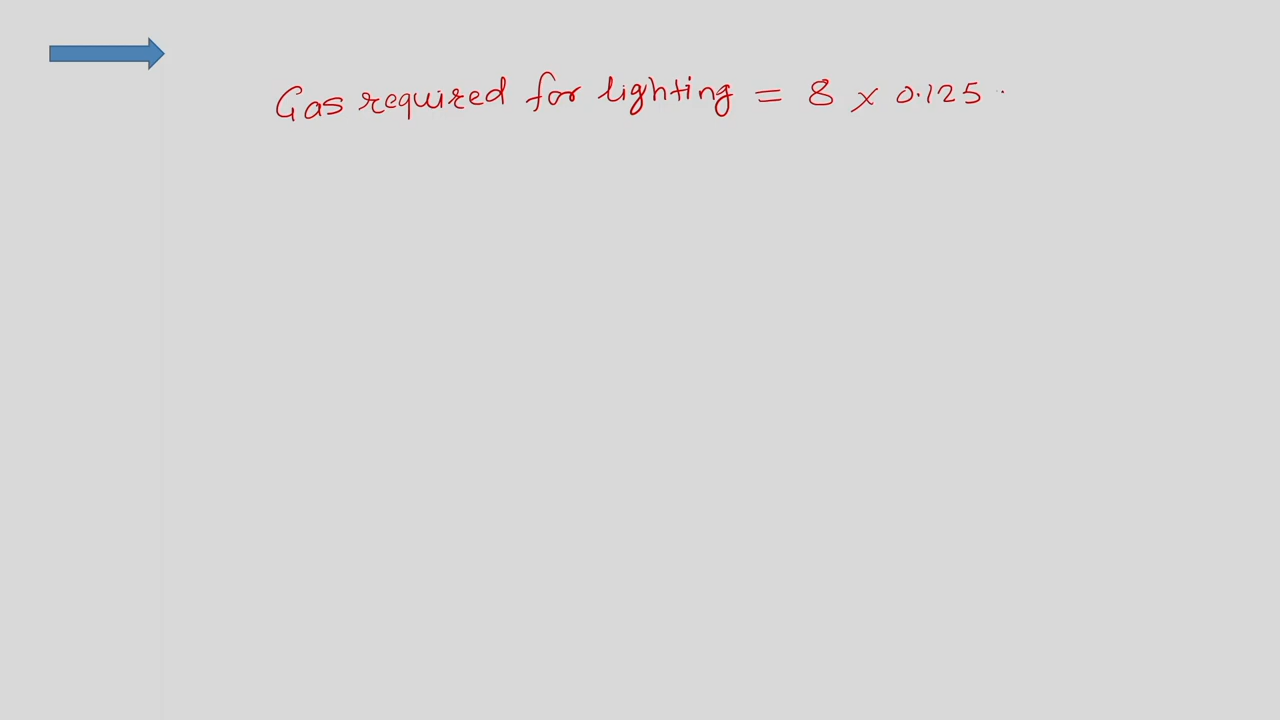 Gas required for lighting = 8 × 0.125